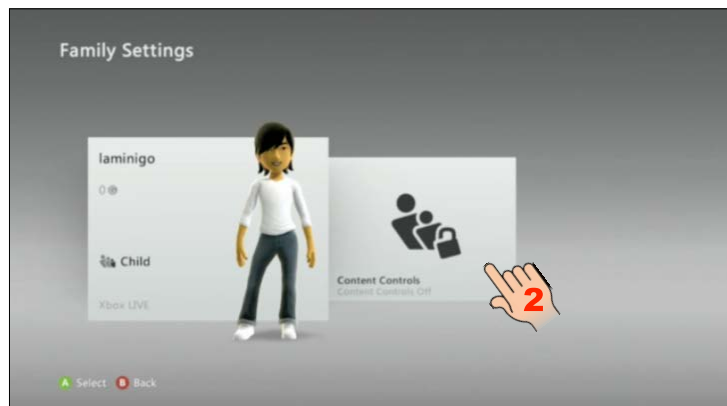 Family Settings
laminigo
0
Child
Xbox LIVE
Content Controls
Content Controls Off
2
A Select B Back